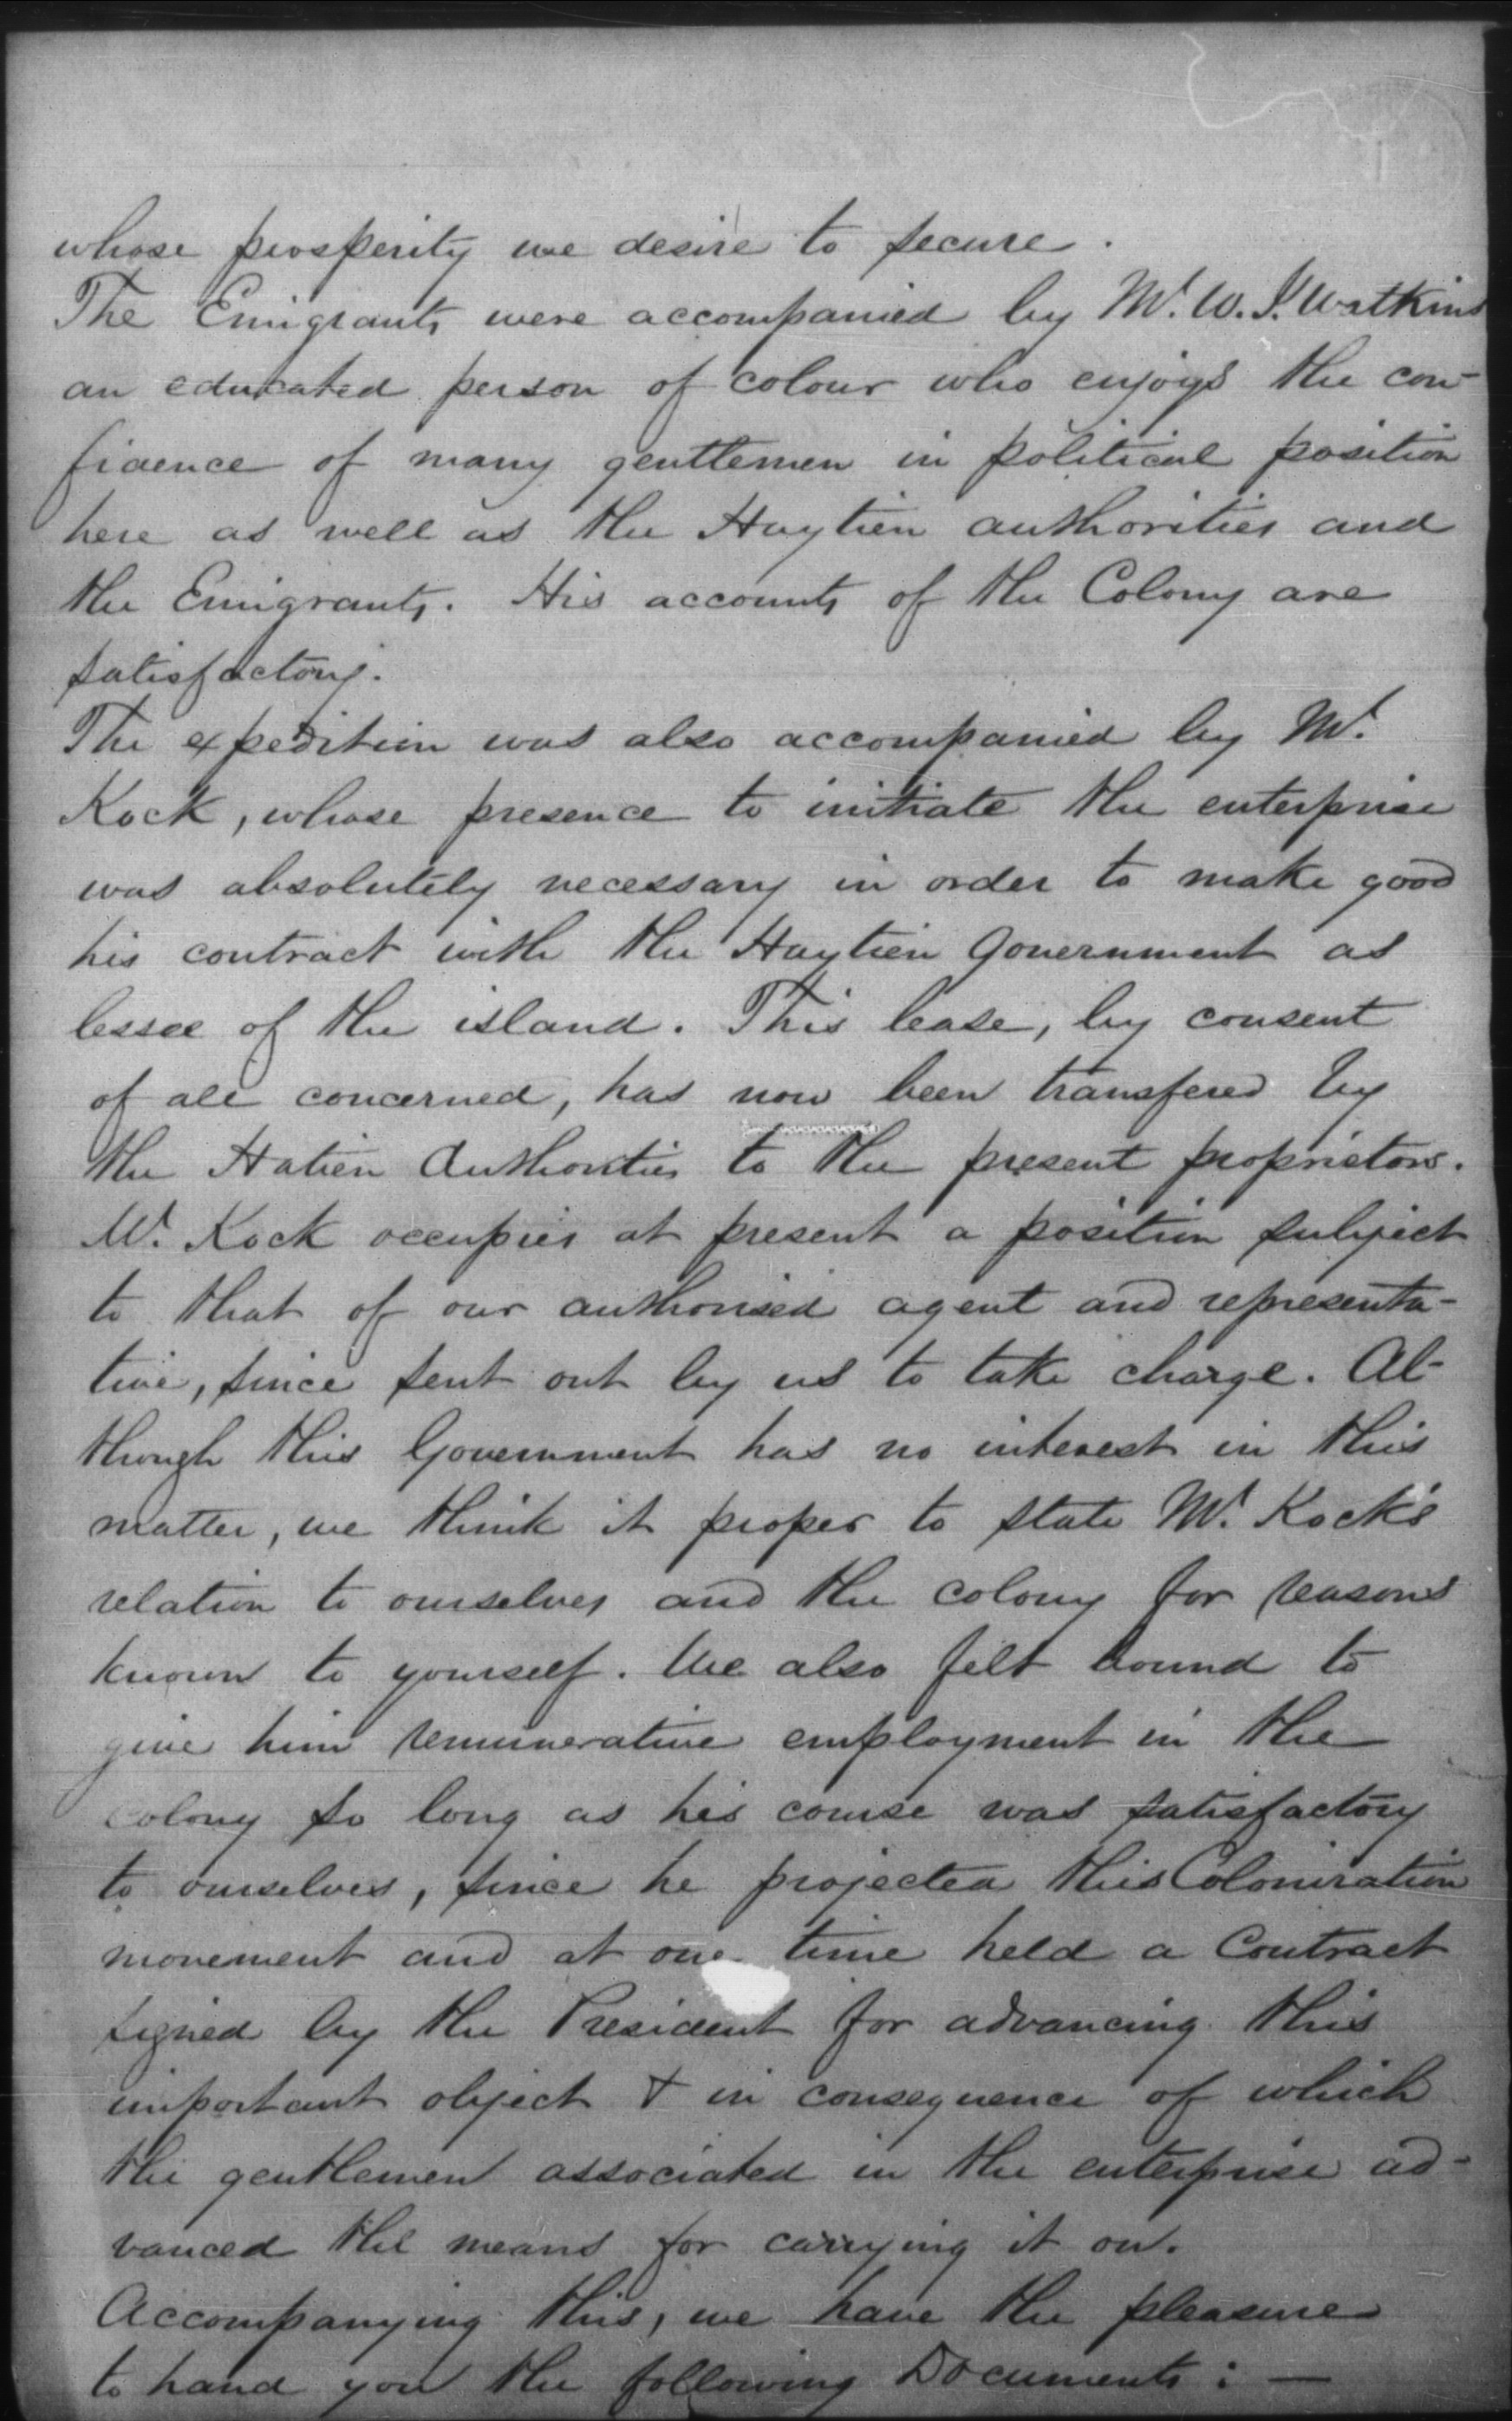 whose prosperity we desire to secure.
The Emigrants were accompanied by Mr. W. J. Watkins
an educated person of colour who enjoys the con-
fidence of many gentlemen in political position
here as well as the Haytien authorities and
the Emigrants. His accounts of the Colony are
satisfactory.
The expedition was also accompanied by Mr.
Kock, whose presence to initiate the enterprise
was absolutely necessary in order to make good
his contract with the Haytien Government as
lessee of the island. This lease, by consent
of all concerned, has now been transfered by
the Hatien Authorities to the present proprietors.
Mr. Kock occupies at present a position subject
to that of our authorised agent and representa-
tive, since sent out by us to take charge. Al-
though this Government has no interest in this
matter, we think it proper to state Mr. Kock's
relation to ourselves and the colony for reasons
known to yourself. We also felt bound to
give him remunerative employment in the
colony so long as his course was satisfactory
to ourselves, since he projected this Colonization
movement and at one time held a Contract
signed by the President for advancing this
important object & in consequence of which
the gentlemen associated in the enterprise ad-
vanced the means for carrying it on.
Accompanying this, we have the pleasure
to hand you the following Documents : —